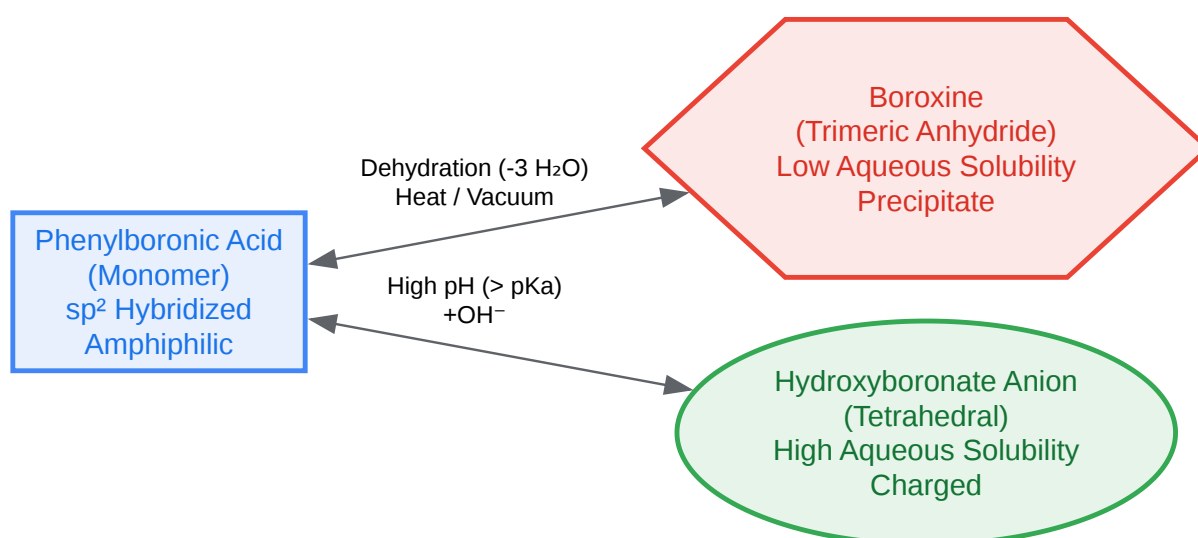 Phenylboronic Acid
(Monomer)
sp² Hybridized
Amphiphilic
Dehydration (-3 H₂O)
Heat / Vacuum
High pH (> pKa)
+OH⁻
Boroxine
(Trimeric Anhydride)
Low Aqueous Solubility
Precipitate
Hydroxyboronate Anion
(Tetrahedral)
High Aqueous Solubility
Charged